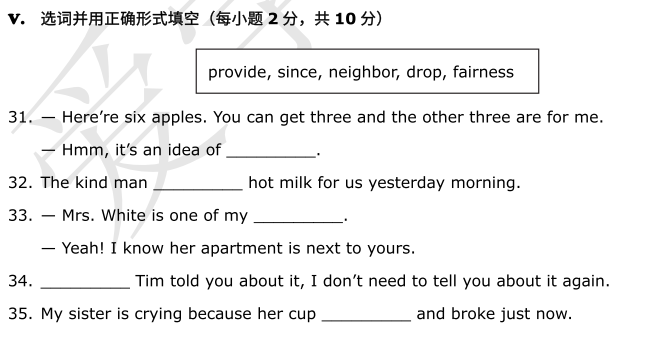 V. 选词并用正确形式填空（每小题 2 分，共 10 分）
provide, since, neighbor, drop, fairness
31. — Here’re six apples. You can get three and the other three are for me.
— Hmm, it’s an idea of __________.
32. The kind man __________ hot milk for us yesterday morning.
33. — Mrs. White is one of my __________.
— Yeah! I know her apartment is next to yours.
34. __________ Tim told you about it, I don’t need to tell you about it again.
35. My sister is crying because her cup __________ and broke just now.